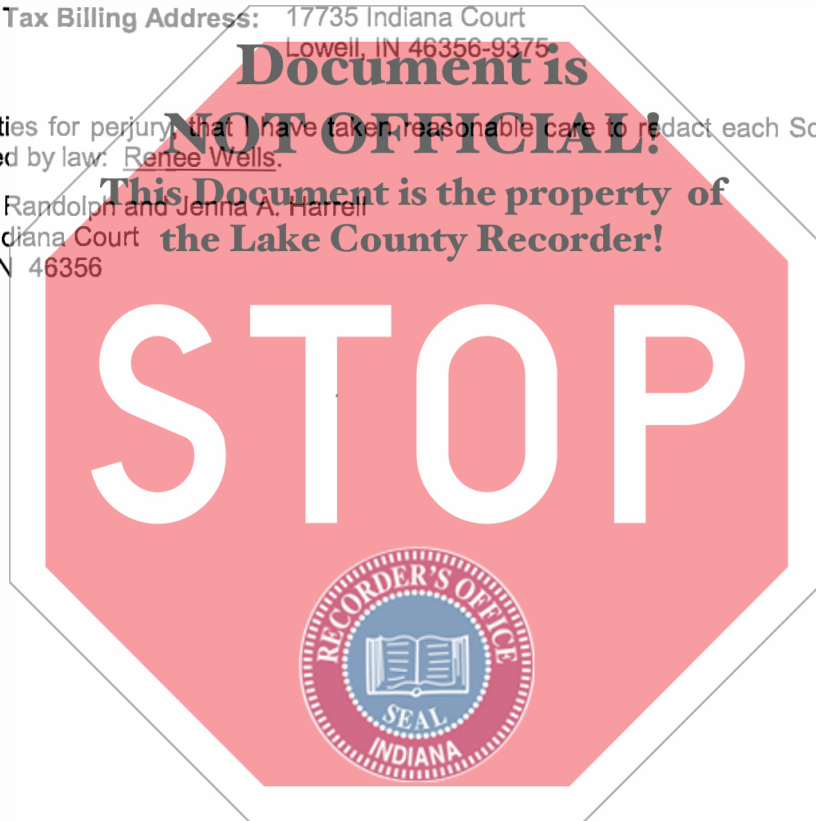 Tax Billing Address: 17735 Indiana Court
Lowell, IN 46356-9375
Document is
ties for perjury, that I have taken reasonable care to redact each So
NOT OFFICIAL!
ed by law: Renee Wells.
This Document is the property of
Randolph and Jenna A. Harrell
diana Court
the Lake County Recorder!
N 46356
STOP
RECORDER'S OFFICE
SEAL
INDIANA